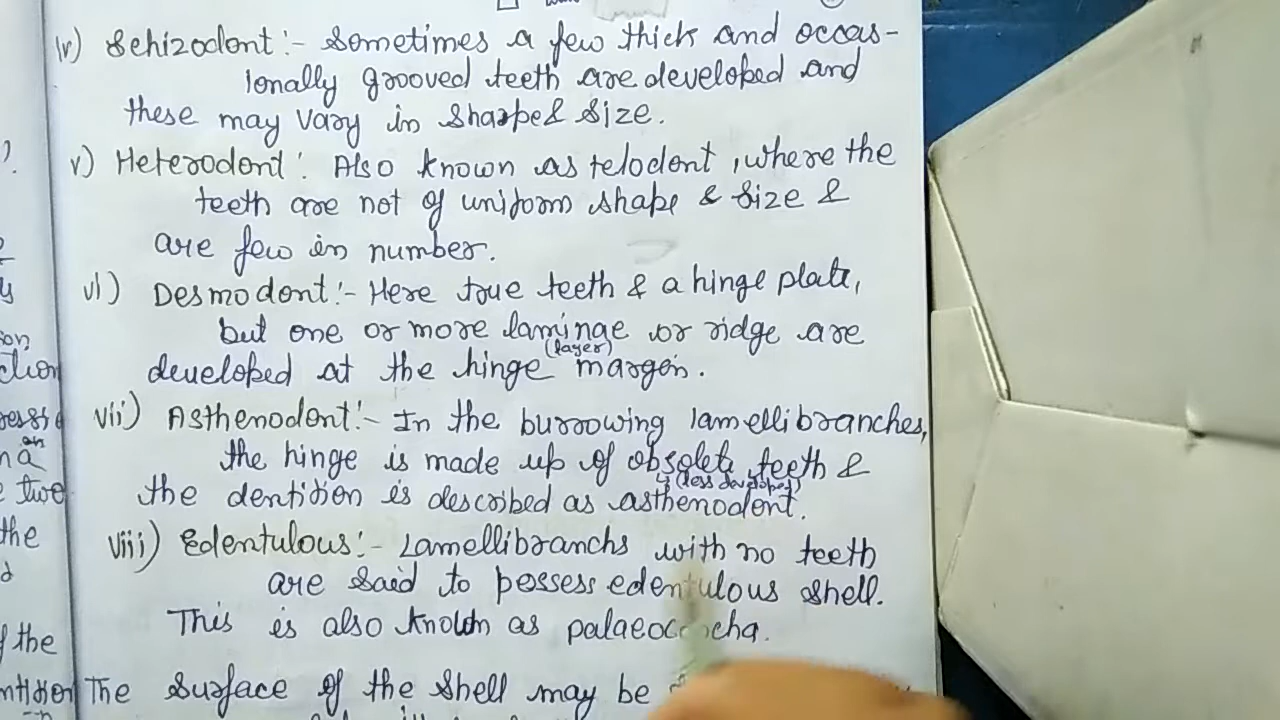 iv) Schizodont :- Sometimes a few thick and occas-
ionally grooved teeth are developed and
these may vary in shape & size.
v) Heterodont : Also known as telodont, where the
teeth are not of uniform shape & size &
are few in number.
vi) Desmodont :- Here true teeth & a hinge plate,
but one or more laminae or ridge are
(layer)
developed at the hinge margin.
vii) Asthenodont :- In the burrowing lamellibranches,
the hinge is made up of obsolete teeth &
(less developed)
the dentition is described as asthenodont.
viii) Edentulous :- Lamellibranchs with no teeth
are said to possess edentulous shell.
This is also known as palaeoconcha.
The surface of the shell may be
the
two
the
the